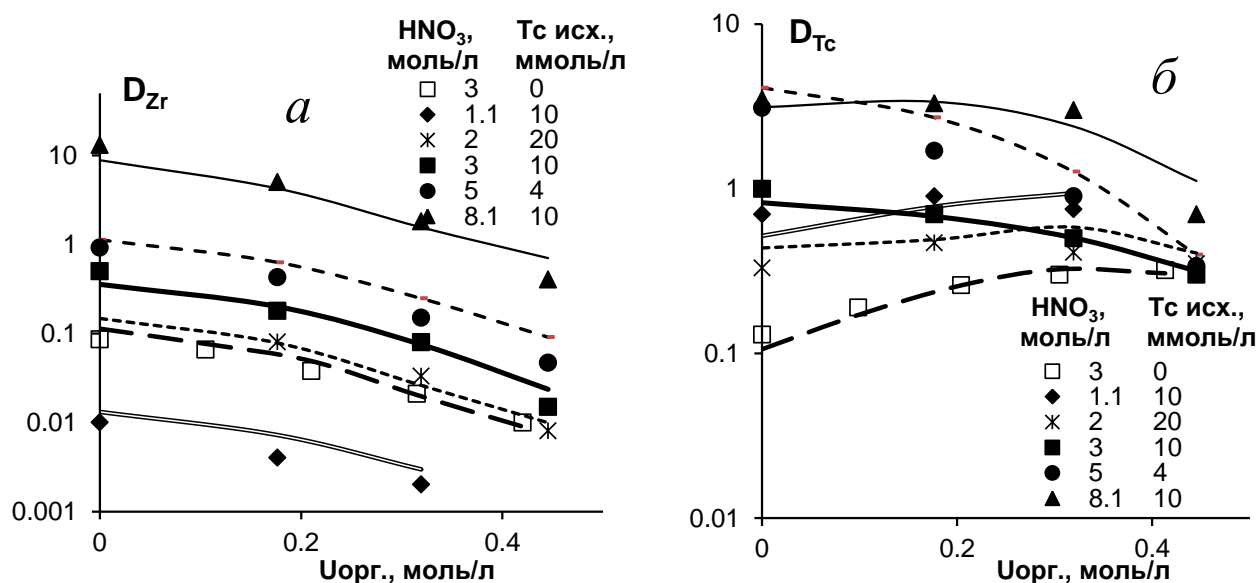 HNO3, Tc исх.,
моль/л ммоль/л
3 0
1.1 10
2 20
3 10
5 4
8.1 10
DZr
а
10
1
0.1
0.01
0.001
0 0.2 0.4
Uорг., моль/л
10
DTc
б
1
0.1
HNO3, Tc исх.,
моль/л ммоль/л
3 0
1.1 10
2 20
3 10
5 4
8.1 10
0.01
0 0.2 0.4
Uорг., моль/л